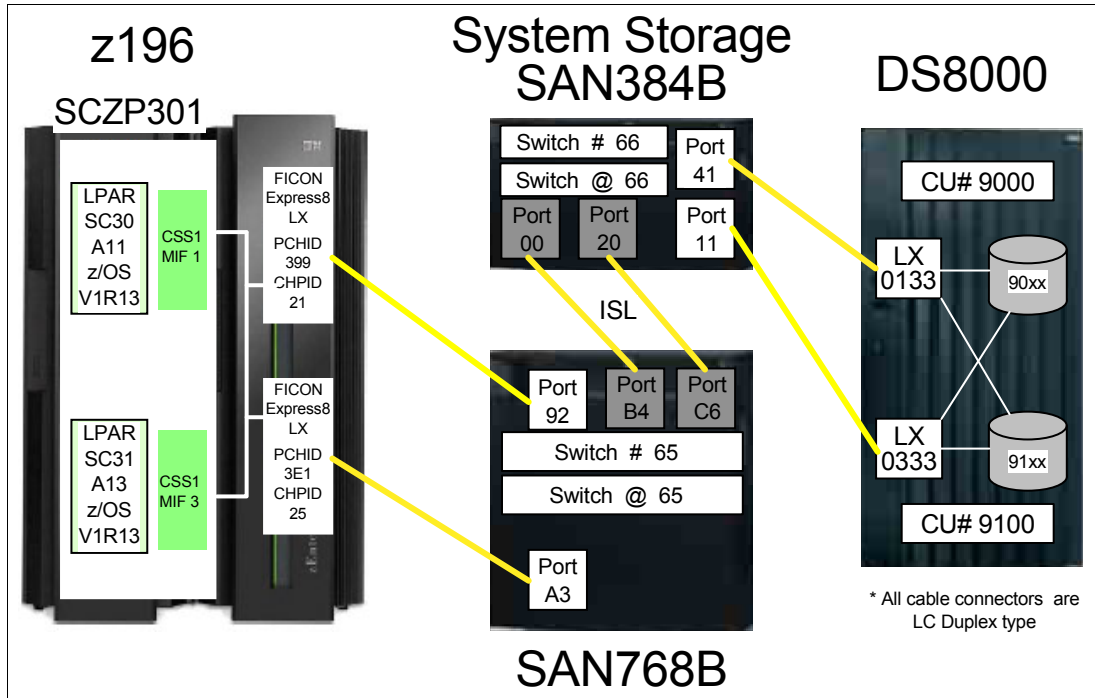 z196
SCZP301
LPAR
SC30
A11
z/OS
V1R13
CSS1
MIF 1
FICON
Express8
LX
PCHID
399
CHPID
21
LPAR
SC31
A13
z/OS
V1R13
CSS1
MIF 3
FICON
Express8
LX
PCHID
3E1
CHPID
25
System Storage
SAN384B
Switch # 66
Switch @ 66
Port
41
Port
00
Port
20
Port
11
ISL
Port
92
Port
B4
Port
C6
Switch # 65
Switch @ 65
Port
A3
SAN768B
DS8000
CU# 9000
LX
0133
90xx
LX
0333
91xx
CU# 9100
* All cable connectors are
LC Duplex type